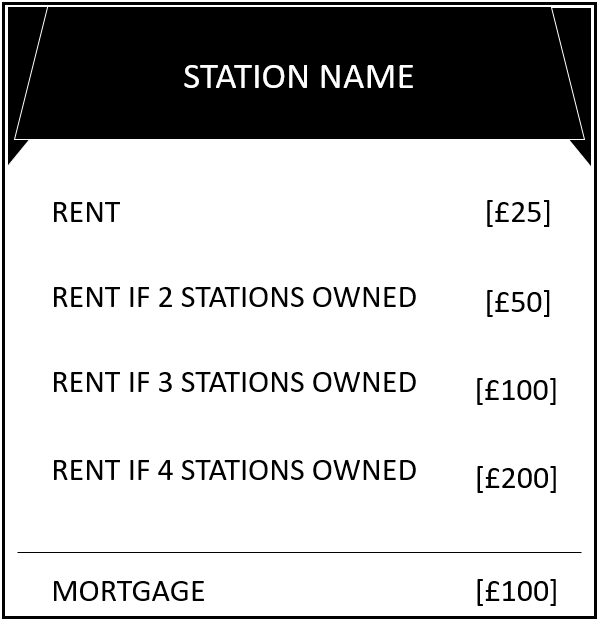 STATION NAME
RENT [£25]
RENT IF 2 STATIONS OWNED [£50]
RENT IF 3 STATIONS OWNED [£100]
RENT IF 4 STATIONS OWNED [£200]
MORTGAGE [£100]